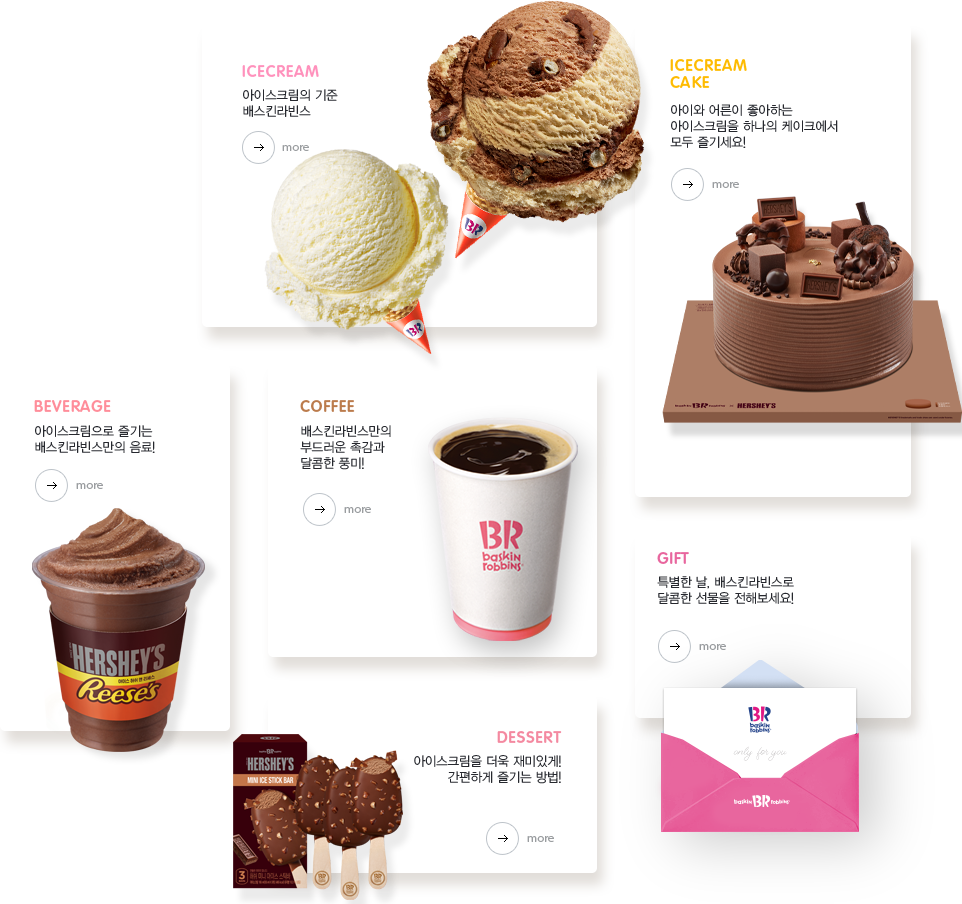 ICECREAM
아이스크림의 기준
배스킨라빈스
more
BR
BR
ICECREAM
CAKE
아이와 어른이 좋아하는
아이스크림을 하나의 케이크에서
모두 즐기세요!
more
baskin BR robbins × HERSHEY'S
BEVERAGE
아이스크림으로 즐기는
배스킨라빈스만의 음료!
more
HERSHEY'S
Reese's
COFFEE
배스킨라빈스만의
부드러운 촉감과
달콤한 풍미!
more
BR
baskin
robbins
GIFT
특별한 날, 배스킨라빈스로
달콤한 선물을 전해보세요!
more
BR
baskin
robbins
only for you
baskin BR robbins
DESSERT
아이스크림을 더욱 재미있게!
간편하게 즐기는 방법!
more
HERSHEY'S
MINI ICE STICK BAR
3